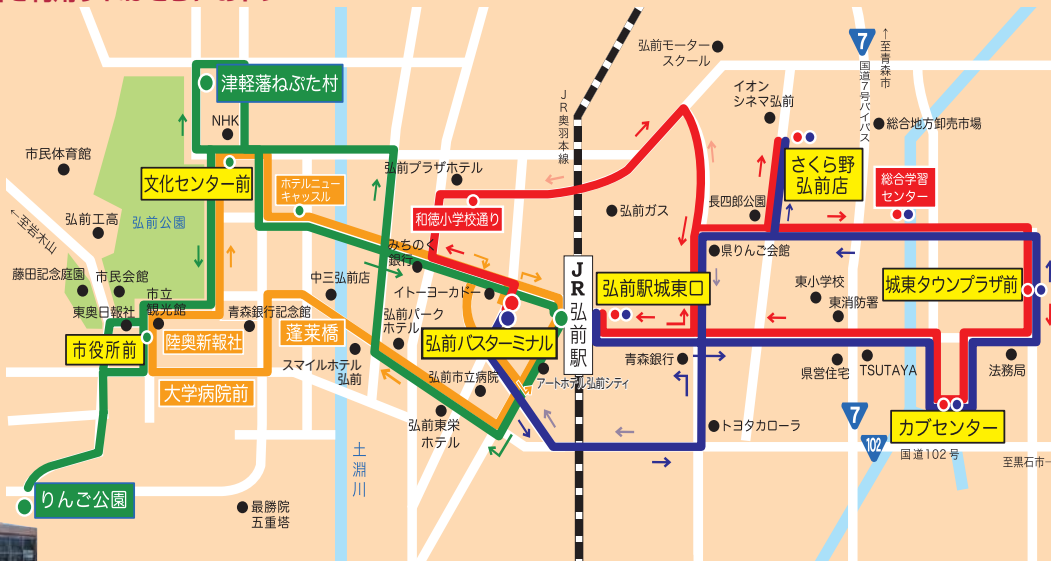 津軽藩ねぷた村
NHK
市民体育館
文化センター前
ホテルニュー
キャッスル
弘前工高
弘前公園
←至岩木山
藤田記念庭園
市民会館
東奥日報社
市立
観光館
市役所前
陸奥新報社
青森銀行記念館
大学病院前
蓬莱橋
中三弘前店
スマイルホテル
弘前
りんご公園
最勝院
五重塔
土淵川
弘前プラザホテル
和徳小学校通り
みちのく
銀行
イトーヨーカドー
弘前パーク
ホテル
弘前バスターミナル
弘前市立病院
アートホテル弘前シティ
弘前東栄
ホテル
JR奥羽本線
JR弘前駅
弘前モーター
スクール
弘前ガス
弘前駅城東口
青森銀行
トヨタカローラ
県りんご会館
長四郎公園
イオン
シネマ弘前
さくら野
弘前店
7
国道7号バイパス
←至青森市
総合地方卸売市場
総合学習
センター
城東タウンプラザ前
東小学校
東消防署
県営住宅
TSUTAYA
法務局
カブセンター
7
102
国道102号
至黒石市